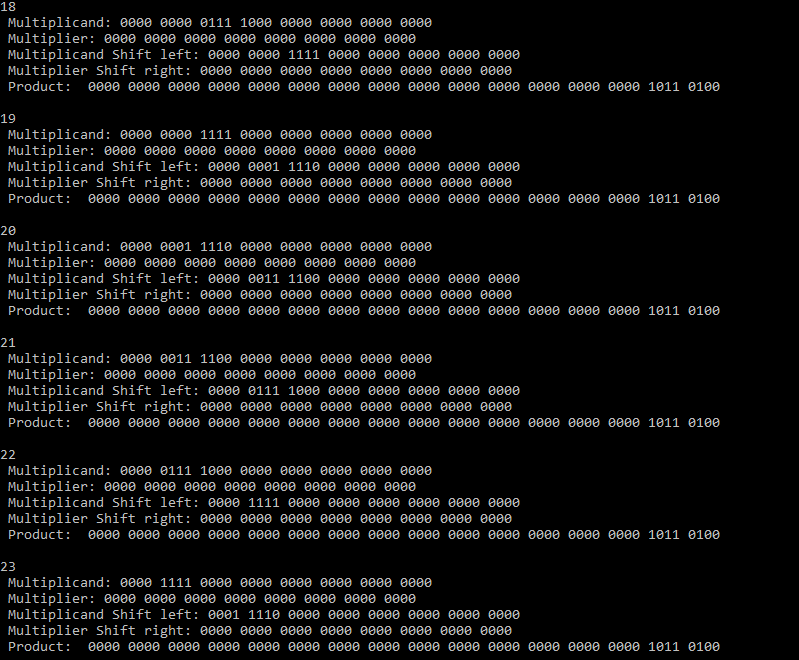 18
Multiplicand: 0000 0000 0111 1000 0000 0000 0000 0000
Multiplier: 0000 0000 0000 0000 0000 0000 0000 0000
Multiplicand Shift left: 0000 0000 1111 0000 0000 0000 0000 0000
Multiplier Shift right: 0000 0000 0000 0000 0000 0000 0000 0000
Product:  0000 0000 0000 0000 0000 0000 0000 0000 0000 0000 0000 0000 0000 0000 1011 0100
19
Multiplicand: 0000 0000 1111 0000 0000 0000 0000 0000
Multiplier: 0000 0000 0000 0000 0000 0000 0000 0000
Multiplicand Shift left: 0000 0001 1110 0000 0000 0000 0000 0000
Multiplier Shift right: 0000 0000 0000 0000 0000 0000 0000 0000
Product:  0000 0000 0000 0000 0000 0000 0000 0000 0000 0000 0000 0000 0000 0000 1011 0100
20
Multiplicand: 0000 0001 1110 0000 0000 0000 0000 0000
Multiplier: 0000 0000 0000 0000 0000 0000 0000 0000
Multiplicand Shift left: 0000 0011 1100 0000 0000 0000 0000 0000
Multiplier Shift right: 0000 0000 0000 0000 0000 0000 0000 0000
Product:  0000 0000 0000 0000 0000 0000 0000 0000 0000 0000 0000 0000 0000 0000 1011 0100
21
Multiplicand: 0000 0011 1100 0000 0000 0000 0000 0000
Multiplier: 0000 0000 0000 0000 0000 0000 0000 0000
Multiplicand Shift left: 0000 0111 1000 0000 0000 0000 0000 0000
Multiplier Shift right: 0000 0000 0000 0000 0000 0000 0000 0000
Product:  0000 0000 0000 0000 0000 0000 0000 0000 0000 0000 0000 0000 0000 0000 1011 0100
22
Multiplicand: 0000 0111 1000 0000 0000 0000 0000 0000
Multiplier: 0000 0000 0000 0000 0000 0000 0000 0000
Multiplicand Shift left: 0000 1111 0000 0000 0000 0000 0000 0000
Multiplier Shift right: 0000 0000 0000 0000 0000 0000 0000 0000
Product:  0000 0000 0000 0000 0000 0000 0000 0000 0000 0000 0000 0000 0000 0000 1011 0100
23
Multiplicand: 0000 1111 0000 0000 0000 0000 0000 0000
Multiplier: 0000 0000 0000 0000 0000 0000 0000 0000
Multiplicand Shift left: 0001 1110 0000 0000 0000 0000 0000 0000
Multiplier Shift right: 0000 0000 0000 0000 0000 0000 0000 0000
Product:  0000 0000 0000 0000 0000 0000 0000 0000 0000 0000 0000 0000 0000 0000 1011 0100